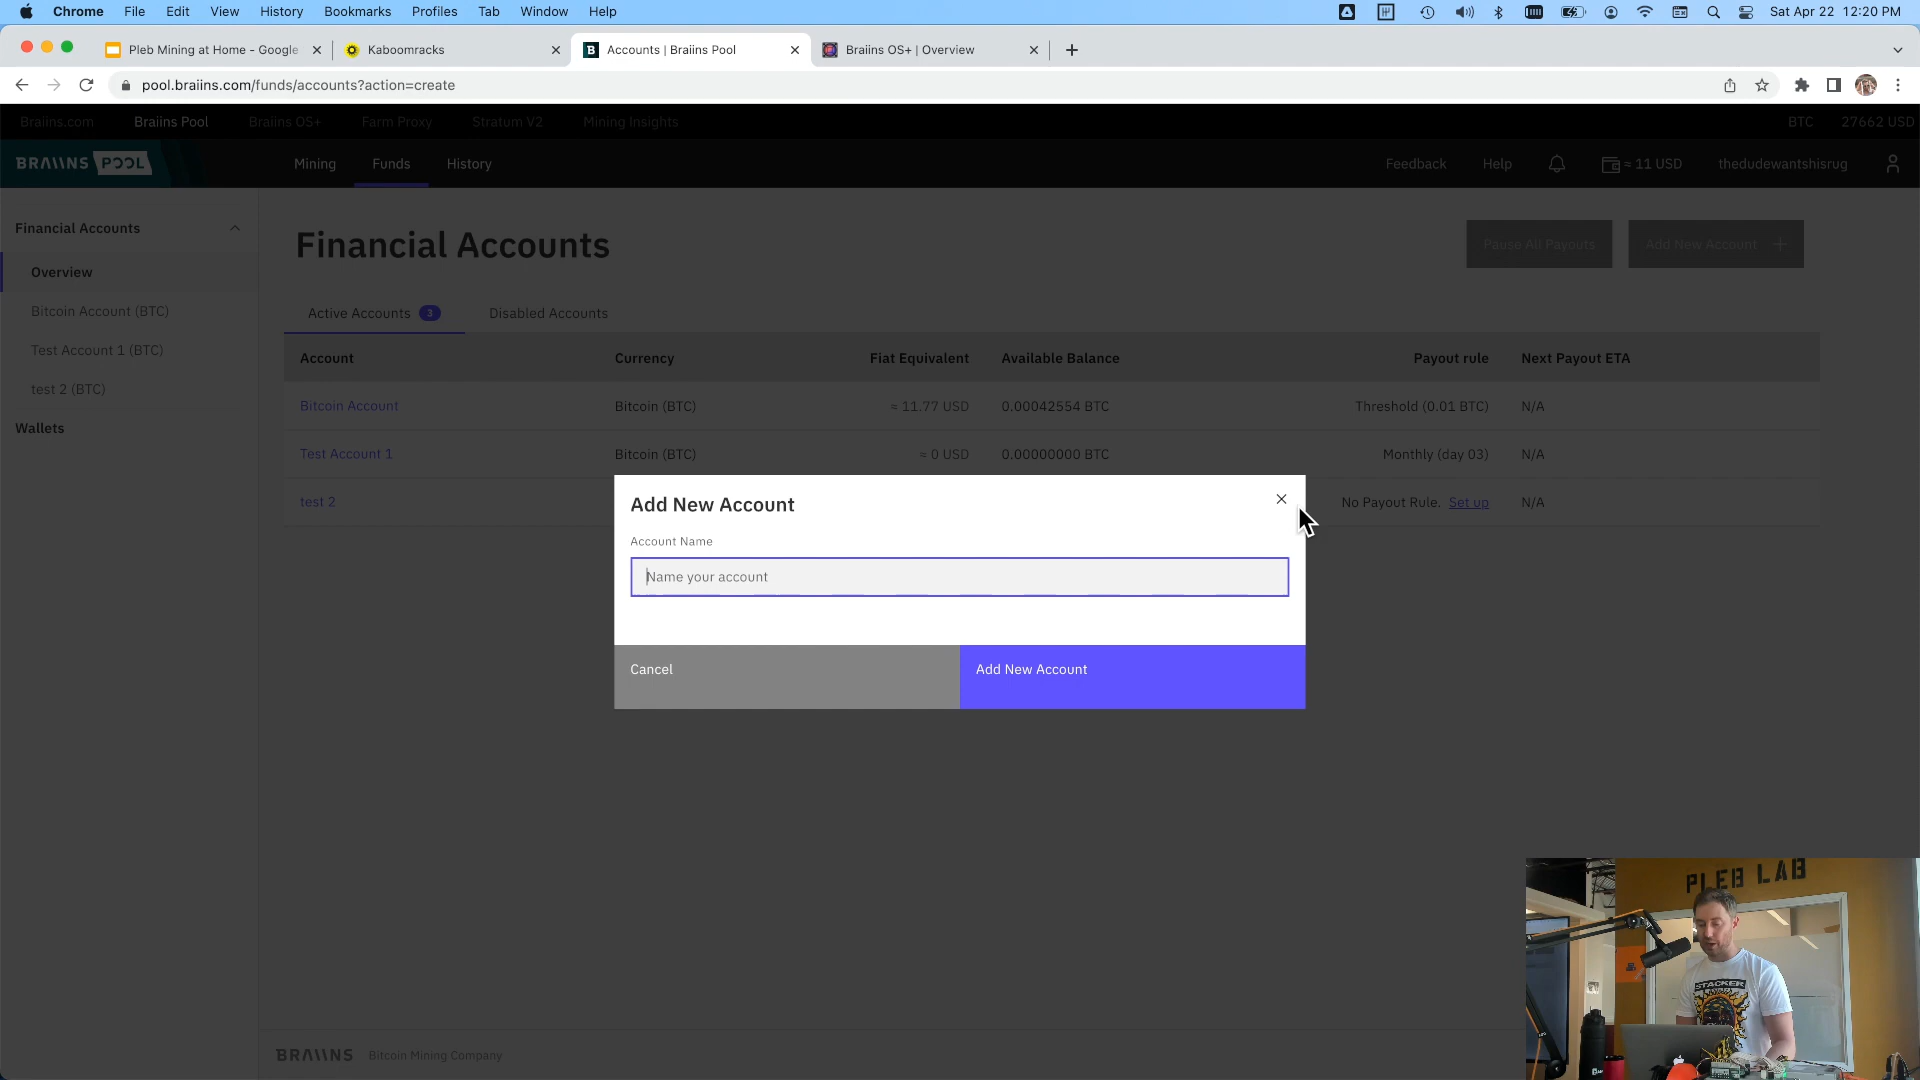 Chrome File Edit View History Bookmarks Profiles Tab Window Help Sat Apr 22 12:20 PM
Pleb Mining at Home - Google Kaboomracks Accounts | Braiins Pool Braiins OS+ | Overview
pool.braiins.com/funds/accounts?action=create
Braiins.com Braiins Pool Braiins OS+ Farm Proxy Stratum V2 Mining Insights BTC 27662 USD
BRAIINS POOL Mining Funds History Feedback Help ≈ 11 USD thedudewantshisrug
Financial Accounts
Overview
Bitcoin Account (BTC)
Test Account 1 (BTC)
test 2 (BTC)
Wallets
Financial Accounts
Pause All Payouts Add New Account
Active Accounts 3 Disabled Accounts
Account Currency Fiat Equivalent Available Balance Payout rule Next Payout ETA
Bitcoin Account Bitcoin (BTC) ≈ 11.77 USD 0.00042554 BTC Threshold (0.01 BTC) N/A
Test Account 1 Bitcoin (BTC) ≈ 0 USD 0.00000000 BTC Monthly (day 03) N/A
test 2 No Payout Rule. Set up N/A
Add New Account
Account Name
Name your account
Cancel Add New Account
PLEB LAB
STACKER
BRAIINS Bitcoin Mining Company